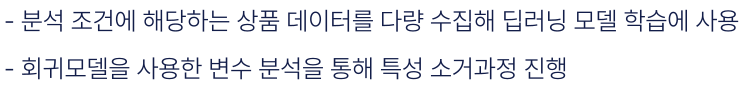 - 분석 조건에 해당하는 상품 데이터를 다량 수집해 딥러닝 모델 학습에 사용
- 회귀모델을 사용한 변수 분석을 통해 특성 소거과정 진행